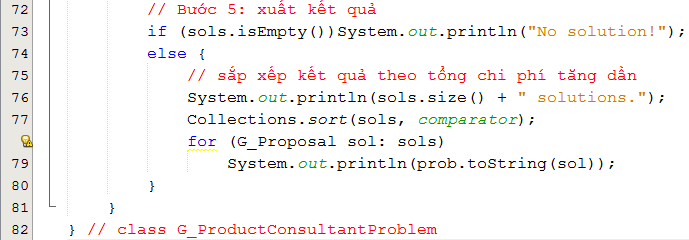 72 // Bước 5: xuất kết quả
73 if (sols.isEmpty())System.out.println("No solution!");
74 else {
75 // sắp xếp kết quả theo tổng chi phí tăng dần
76 System.out.println(sols.size() + " solutions.");
77 Collections.sort(sols, comparator);
for (G_Proposal sol: sols)
79 System.out.println(prob.toString(sol));
80 }
81 }
82 } // class G_ProductConsultantProblem